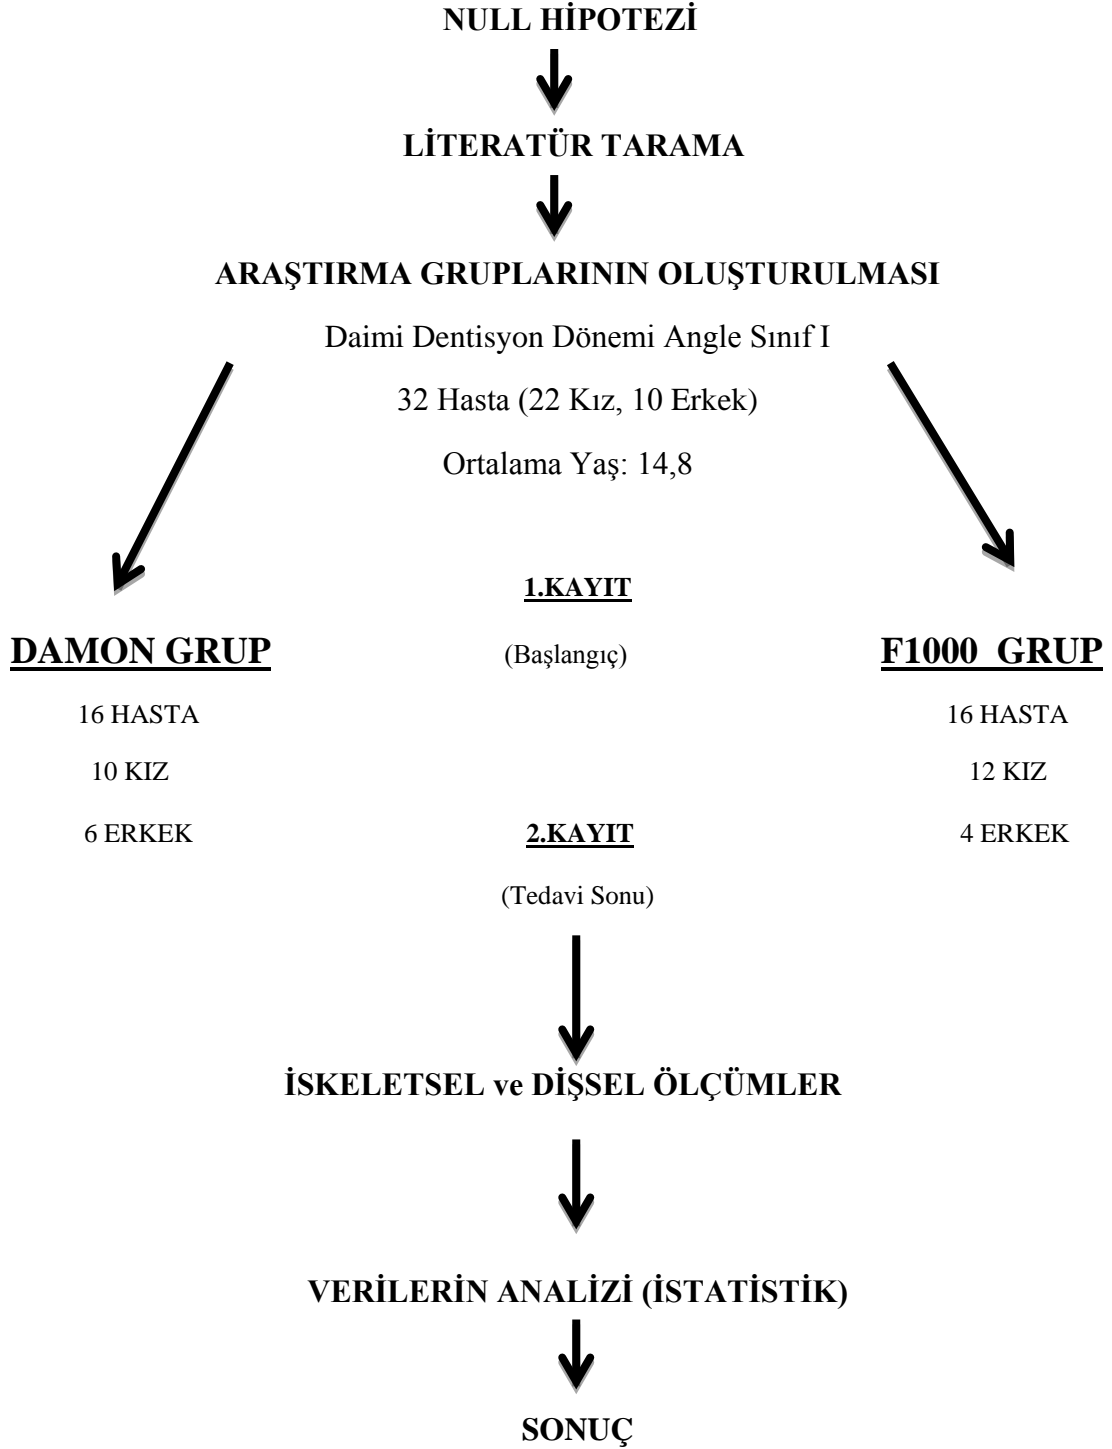 NULL HİPOTEZİ
LİTERATÜR TARAMA
ARAŞTIRMA GRUPLARININ OLUŞTURULMASI
Daimi Dentisyon Dönemi Angle Sınıf I
32 Hasta (22 Kız, 10 Erkek)
Ortalama Yaş: 14,8
1.KAYIT
DAMON GRUP (Başlangıç) F1000 GRUP
16 HASTA 16 HASTA
10 KIZ 12 KIZ
6 ERKEK 2.KAYIT 4 ERKEK
(Tedavi Sonu)
İSKELETSEL ve DİŞSEL ÖLÇÜMLER
VERİLERİN ANALİZİ (İSTATİSTİK)
SONUÇ